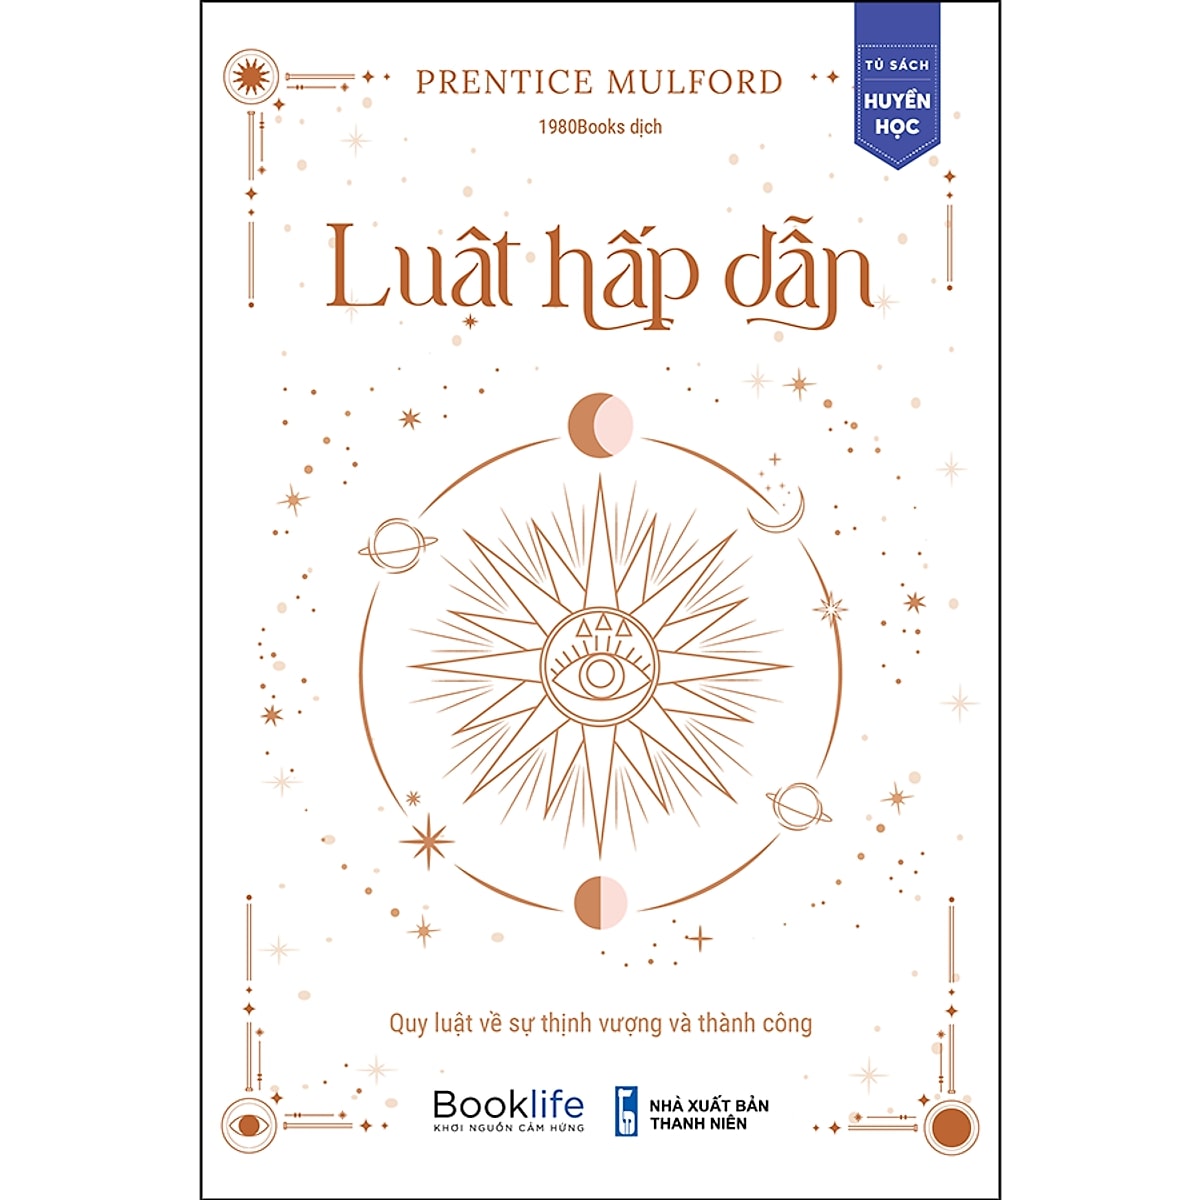 PRENTICE MULFORD
1980Books dịch
TỦ SÁCH
HUYỀN
HỌC
Luật hấp dẫn
Quy luật về sự thịnh vượng và thành công
Booklife
KHƠI NGUỒN CẢM HỨNG
NHÀ XUẤT BẢN
THANH NIÊN